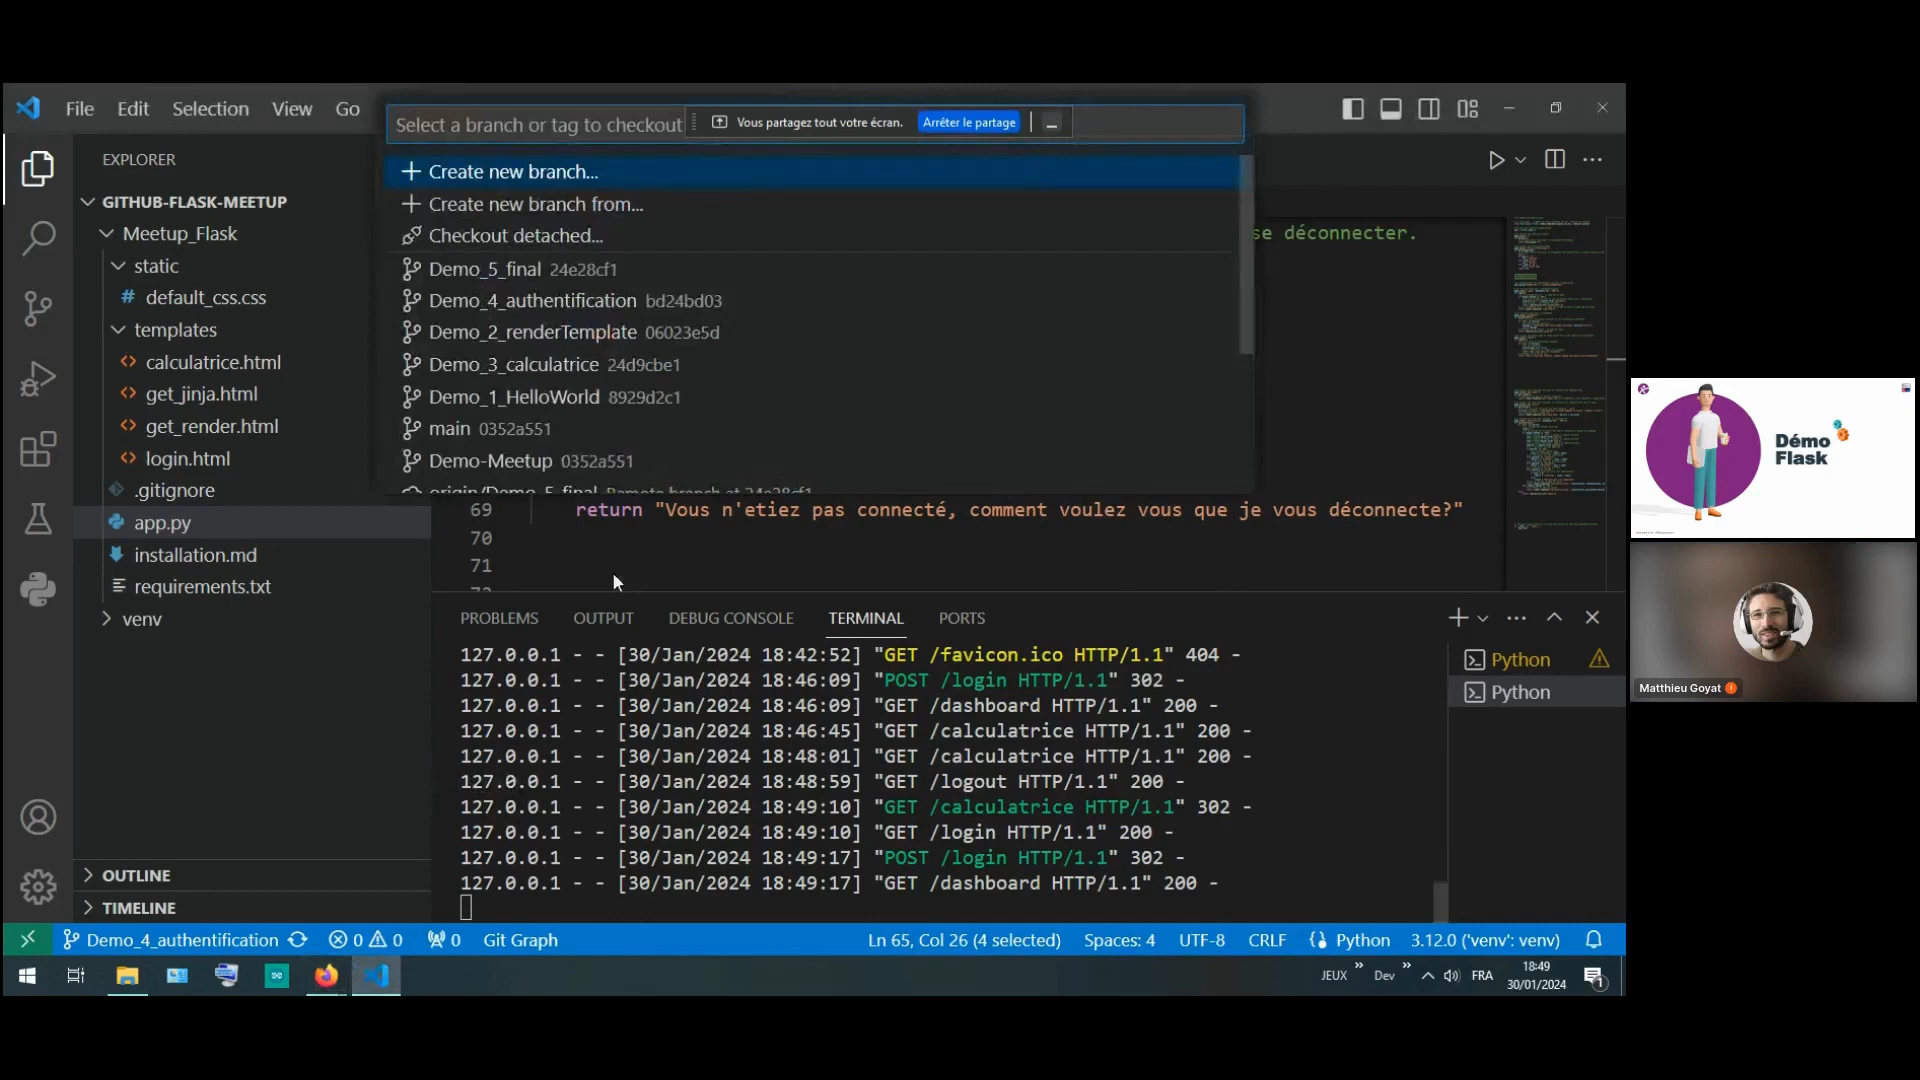 File Edit Selection View Go
Select a branch or tag to checkout
Vous partagez tout votre écran. Arrêter le partage
EXPLORER
GITHUB-FLASK-MEETUP
Meetup_Flask
static
default_css.css
templates
calculatrice.html
get_jinja.html
get_render.html
login.html
.gitignore
app.py
installation.md
requirements.txt
venv
OUTLINE
TIMELINE
Create new branch...
Create new branch from...
Checkout detached...
Demo_5_final 24e28cf1
Demo_4_authentification bd24bd03
Demo_2_renderTemplate 06023e5d
Demo_3_calculatrice 24d9cbe1
Demo_1_HelloWorld 8929d2c1
main 0352a551
Demo-Meetup 0352a551
origin/Demo_5_final Remote branch at 24e28cf1
se déconnecter.
69 return "Vous n'etiez pas connecté, comment voulez vous que je vous déconnecte?"
70
71
PROBLEMS OUTPUT DEBUG CONSOLE TERMINAL PORTS
127.0.0.1 - - [30/Jan/2024 18:42:52] "GET /favicon.ico HTTP/1.1" 404 -
127.0.0.1 - - [30/Jan/2024 18:46:09] "POST /login HTTP/1.1" 302 -
127.0.0.1 - - [30/Jan/2024 18:46:09] "GET /dashboard HTTP/1.1" 200 -
127.0.0.1 - - [30/Jan/2024 18:46:45] "GET /calculatrice HTTP/1.1" 200 -
127.0.0.1 - - [30/Jan/2024 18:48:01] "GET /calculatrice HTTP/1.1" 200 -
127.0.0.1 - - [30/Jan/2024 18:48:59] "GET /logout HTTP/1.1" 200 -
127.0.0.1 - - [30/Jan/2024 18:49:10] "GET /calculatrice HTTP/1.1" 302 -
127.0.0.1 - - [30/Jan/2024 18:49:10] "GET /login HTTP/1.1" 200 -
127.0.0.1 - - [30/Jan/2024 18:49:17] "POST /login HTTP/1.1" 302 -
127.0.0.1 - - [30/Jan/2024 18:49:17] "GET /dashboard HTTP/1.1" 200 -
Python
Python
Demo_4_authentification 0 0 0 Git Graph Ln 65, Col 26 (4 selected) Spaces: 4 UTF-8 CRLF Python 3.12.0 ('venv': venv)
JEUX Dev FRA 18:49
30/01/2024
1
Démo
Flask
Matthieu Goyat